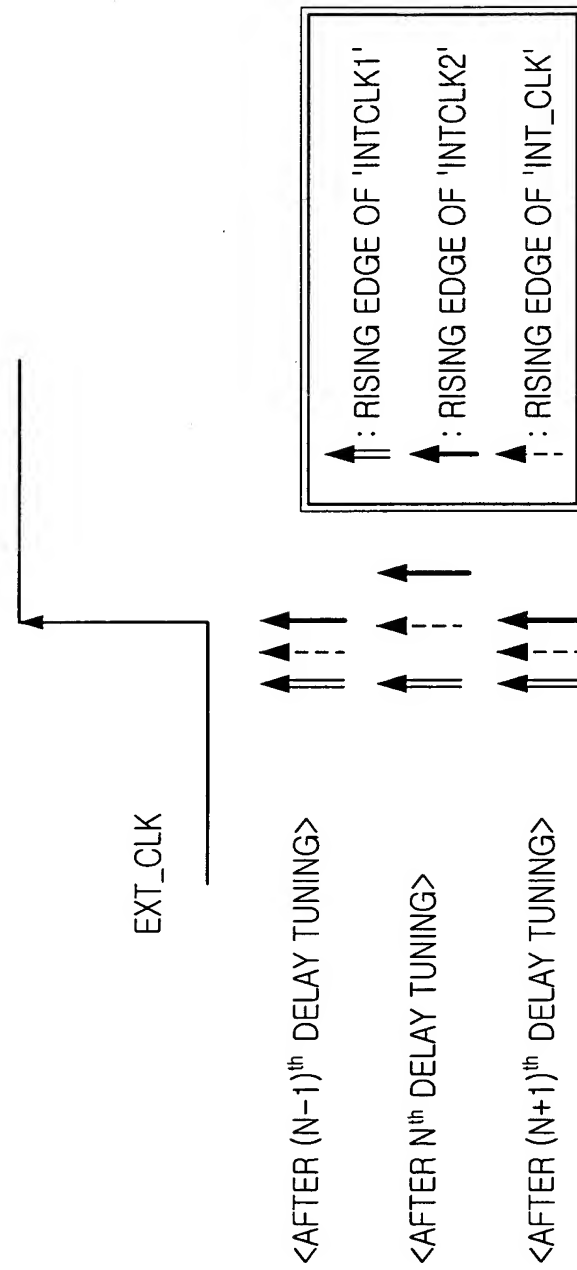 EXT_CLK
<AFTER (N-1)th DELAY TUNING>
<AFTER Nth DELAY TUNING>
<AFTER (N+1)th DELAY TUNING>
: RISING EDGE OF 'INTCLK1'
: RISING EDGE OF 'INTCLK2'
: RISING EDGE OF 'INT_CLK'